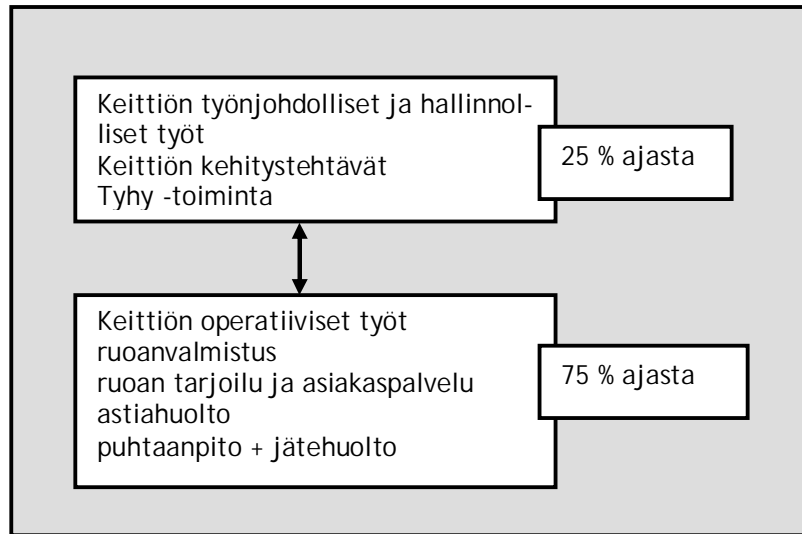 Keittiön työnjohdolliset ja hallinnol-
liset työt
Keittiön kehitystehtävät
Tyhy -toiminta
25 % ajasta
Keittiön operatiiviset työt
ruoanvalmistus
ruoan tarjoilu ja asiakaspalvelu
astiahuolto
puhtaanpito + jätehuolto
75 % ajasta